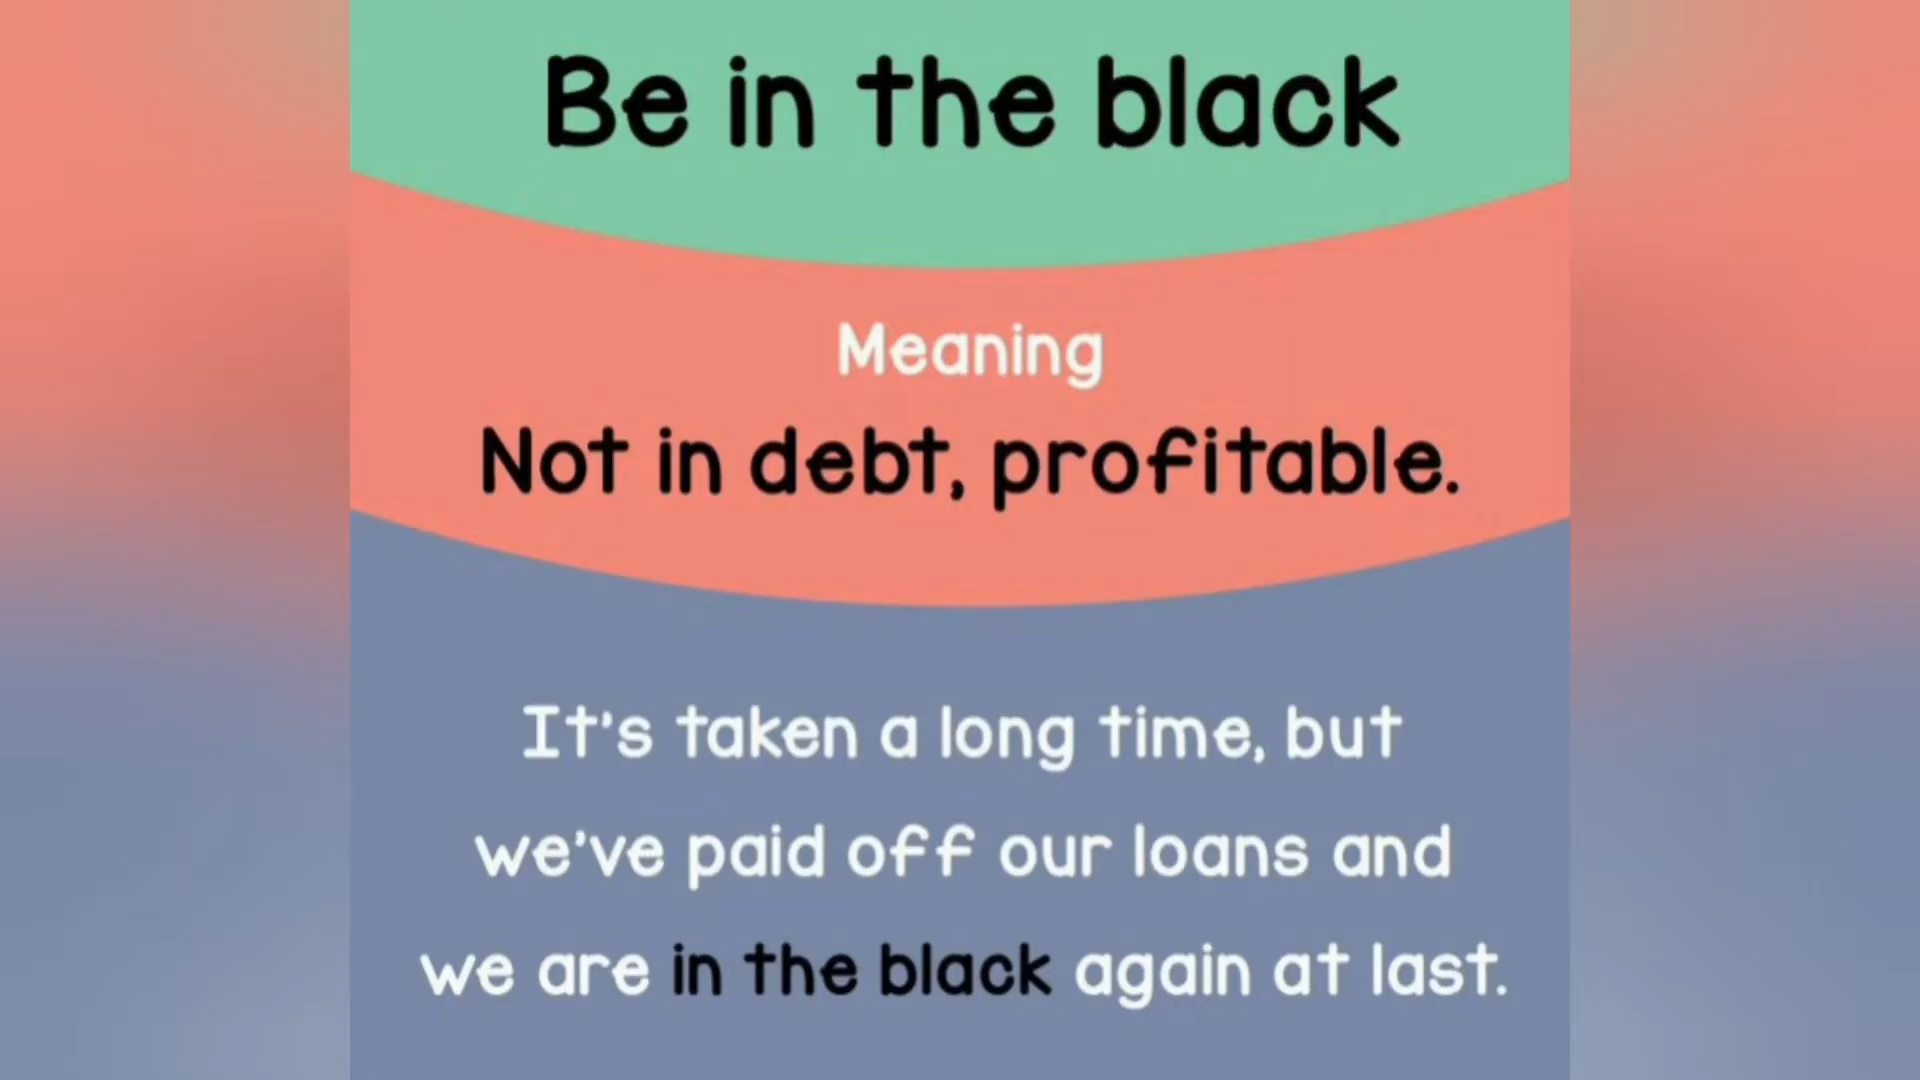 Be in the black
Meaning
Not in debt, profitable.
It's taken a long time, but
we've paid off our loans and
we are in the black again at last.